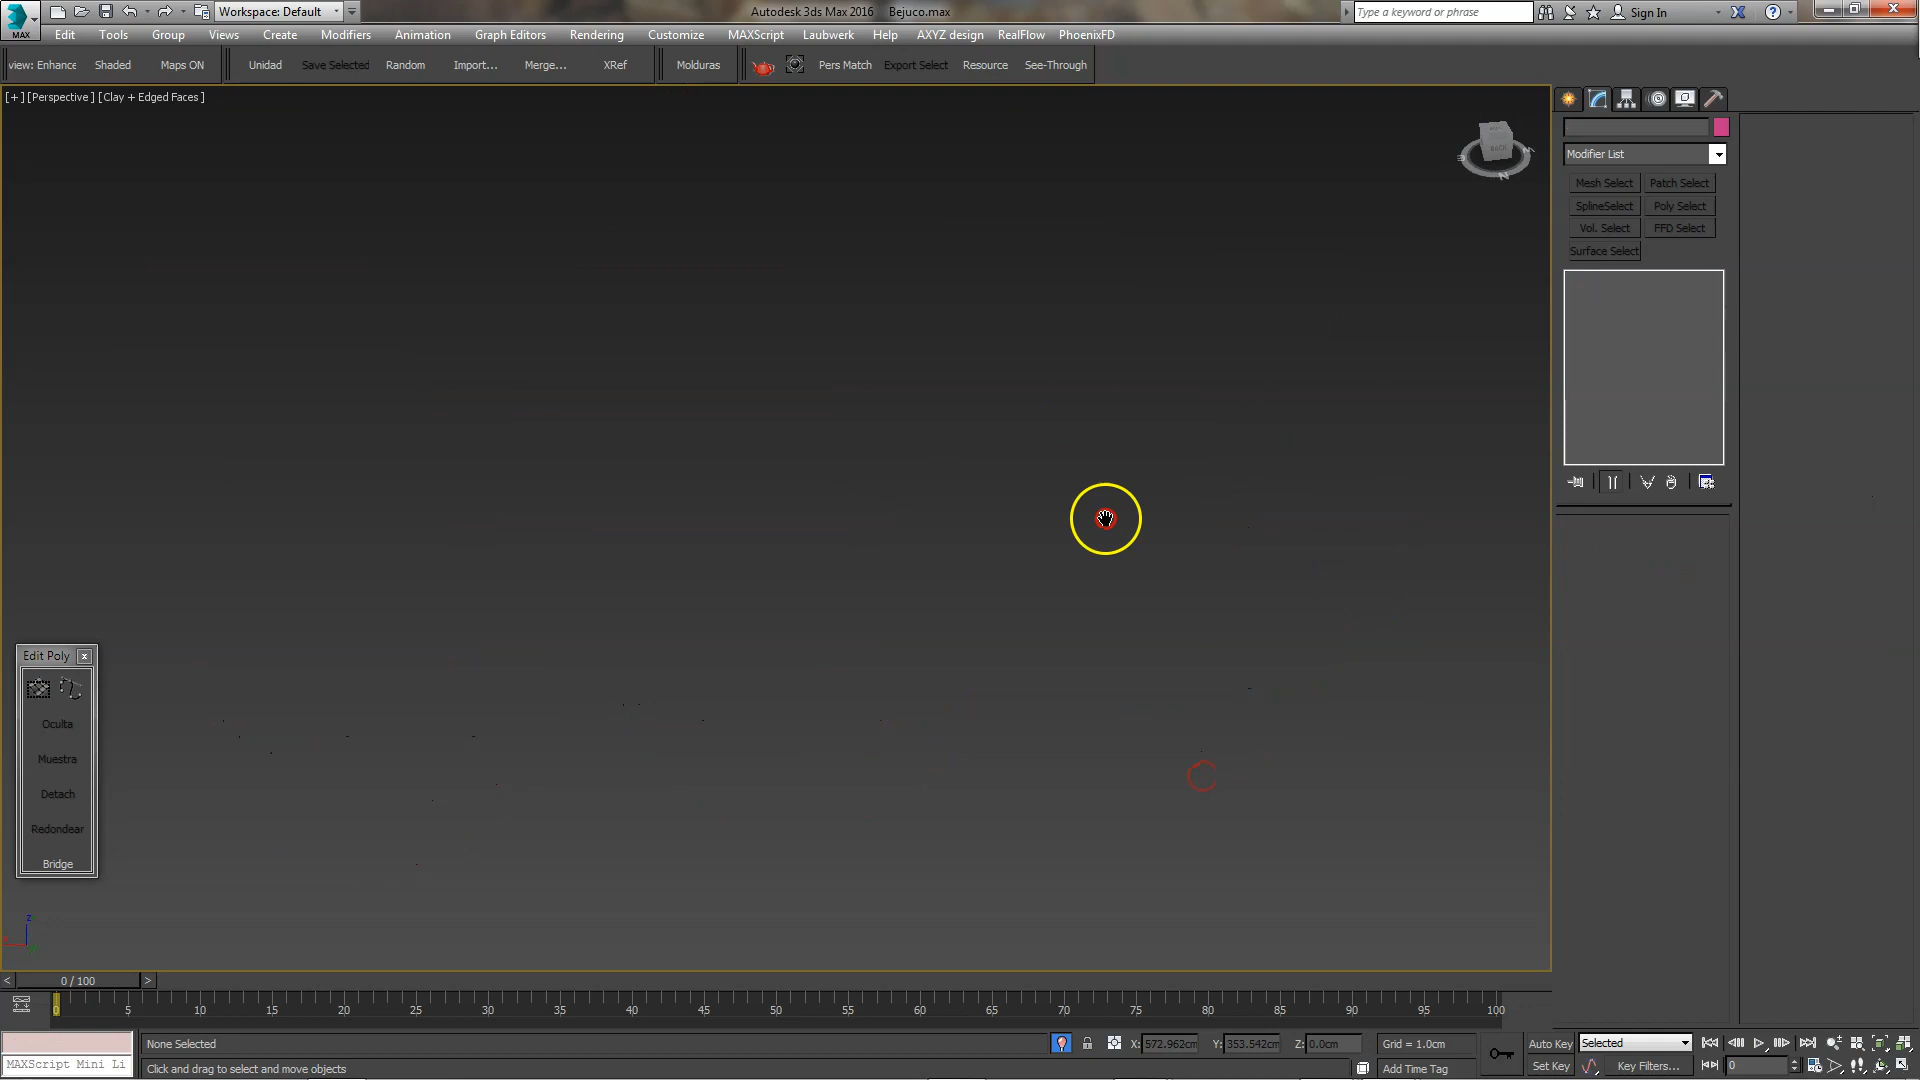 Workspace: Default
Autodesk 3ds Max 2016 Bejuco.max
Type a keyword or phrase
Sign In
MAX
Edit Tools Group Views Create Modifiers Animation Graph Editors Rendering Customize MAXScript Laubwerk Help AXYZ design RealFlow PhoenixFD
view: Enhance Shaded Maps ON Unidad Save Selected Random Import... Merge... XRef Molduras Pers Match Export Select Resource See-Through
[+] [Perspective ] [Clay + Edged Faces ]
BACK
N
Modifier List
Mesh Select Patch Select
SplineSelect Poly Select
Vol. Select FFD Select
Surface Select
Edit Poly
Oculta
Muestra
Detach
Redondear
Bridge
z
< 0 / 100 >
0 5 10 15 20 25 30 35 40 45 50 55 60 65 70 75 80 85 90 95 100
None Selected X: 572.962cm Y: 353.542cm Z: 0.0cm Grid = 1.0cm Auto Key Selected
MAXScript Mini Li Click and drag to select and move objects Add Time Tag Set Key Key Filters... 0